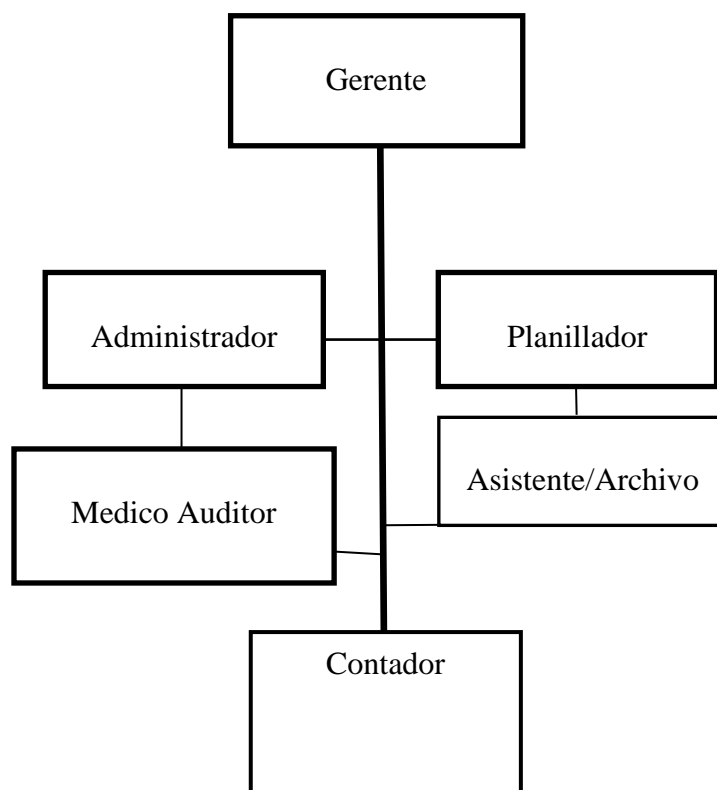 Gerente
Administrador
Planillador
Asistente/Archivo
Medico Auditor
Contador